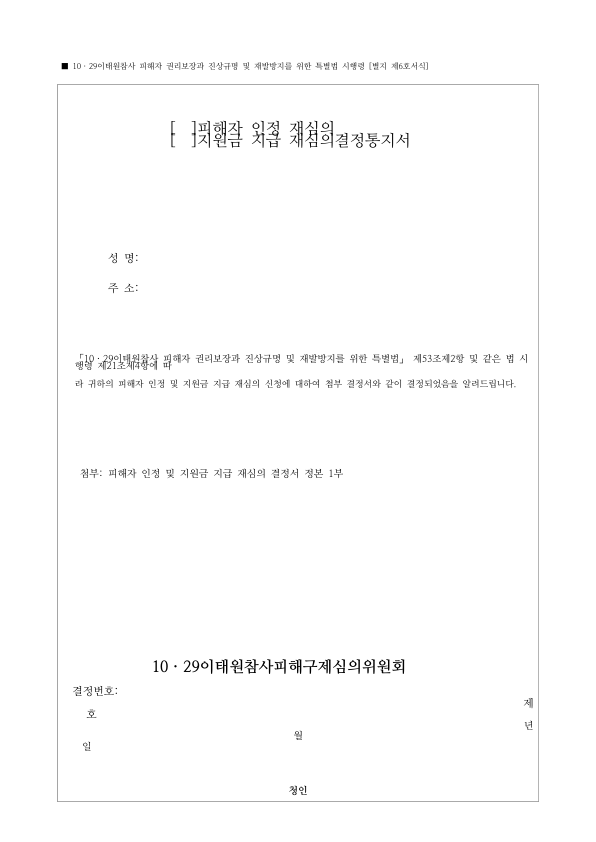 ■ 10ㆍ29이태원참사 피해자 권리보장과 진상규명 및 재발방지를 위한 특별법 시행령 [별지 제6호서식]
[  ]피해자 인정 재심의
[  ]지원금 지급 재심의결정통지서
성 명:
주 소:
「10ㆍ29이태원참사 피해자 권리보장과 진상규명 및 재발방지를 위한 특별법」 제53조제2항 및 같은 법 시
행령 제21조제4항에 따
라 귀하의 피해자 인정 및 지원금 지급 재심의 신청에 대하여 첨부 결정서와 같이 결정되었음을 알려드립니다.
첨부: 피해자 인정 및 지원금 지급 재심의 결정서 정본 1부
10ㆍ29이태원참사피해구제심의위원회
결정번호:
제
호
년
월
일
청인